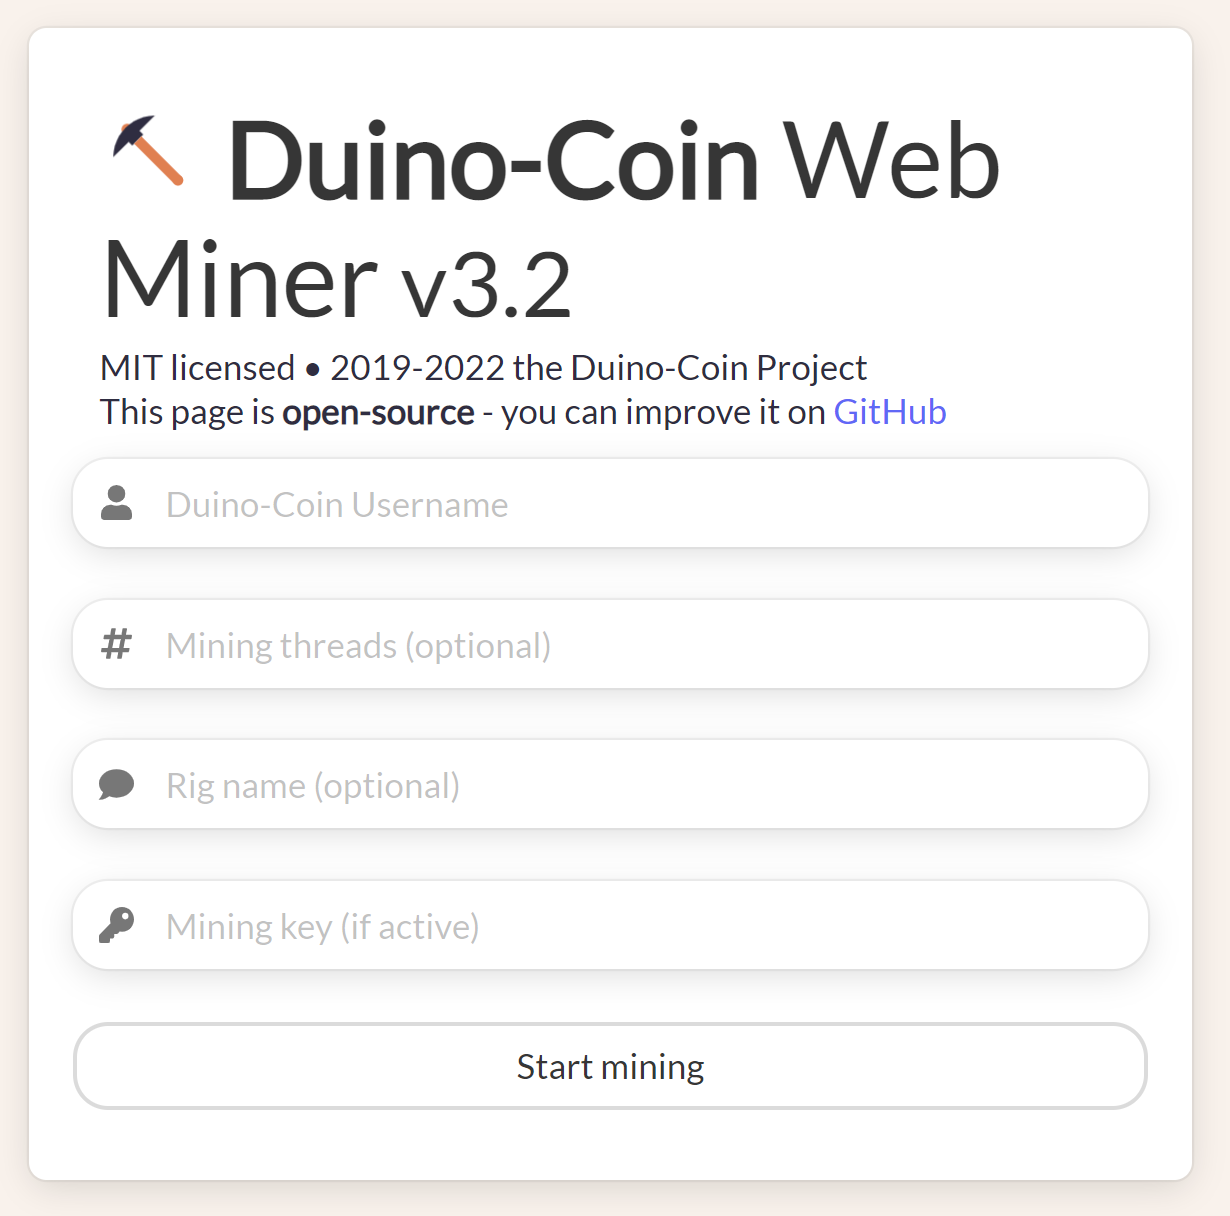 Duino-Coin Web
Miner v3.2
MIT licensed • 2019-2022 the Duino-Coin Project
This page is open-source - you can improve it on GitHub
Duino-Coin Username
Mining threads (optional)
Rig name (optional)
Mining key (if active)
Start mining